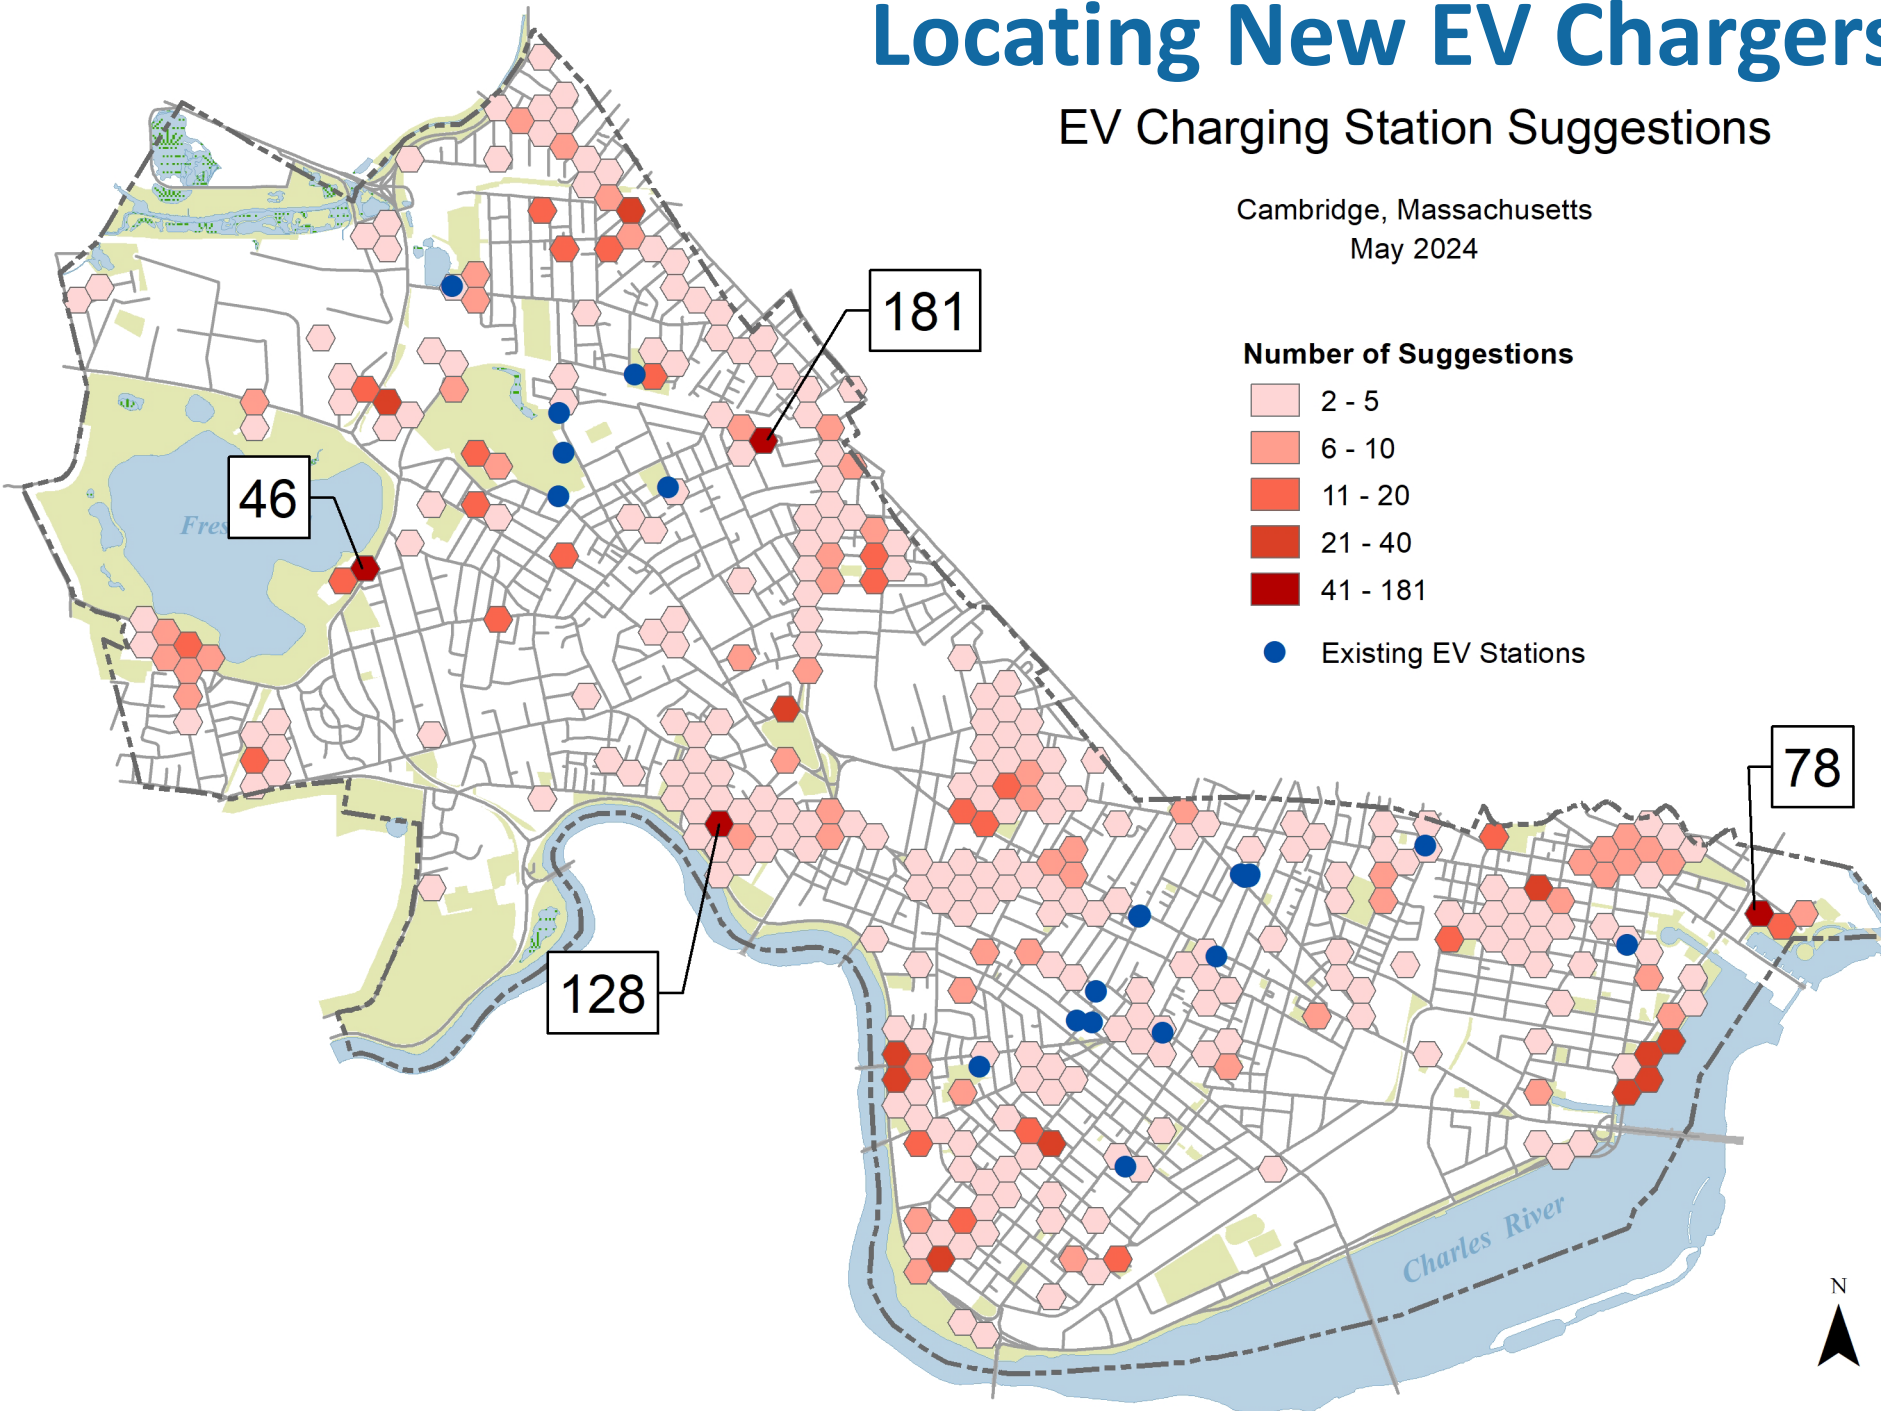 Locating New EV Chargers
EV Charging Station Suggestions
Cambridge, Massachusetts
May 2024
181
Number of Suggestions
2 - 5
6 - 10
11 - 20
21 - 40
41 - 181
Existing EV Stations
46
Fres
78
128
Charles River
N